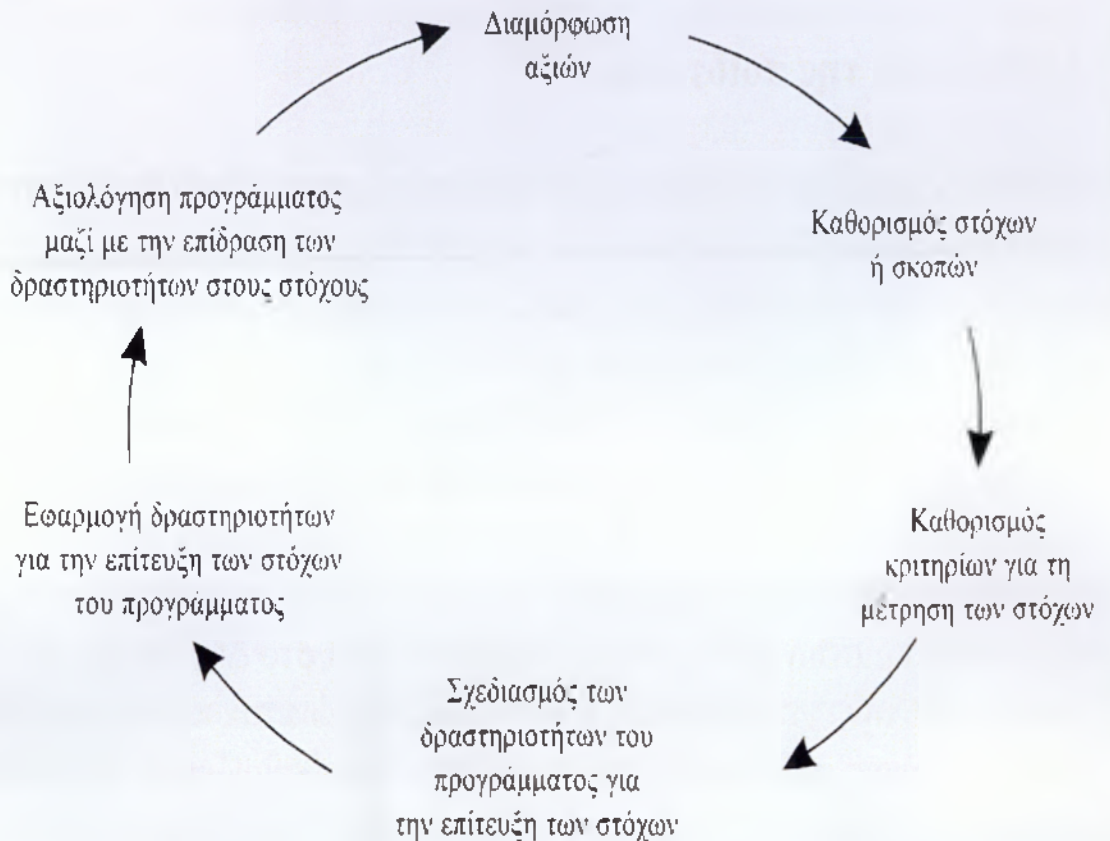 Διαμόρφωση
αξιών
Καθορισμός στόχων
ή σκοπών
Καθορισμός
κριτηρίων για τη
μέτρηση των στόχων
Σχεδιασμός των
δραστηριοτήτων του
προγράμματος για
την επίτευξη των στόχων
Εφαρμογή δραστηριοτήτων
για την επίτευξη των στόχων
του προγράμματος
Αξιολόγηση προγράμματος
μαζί με την επίδραση των
δραστηριοτήτων στους στόχους